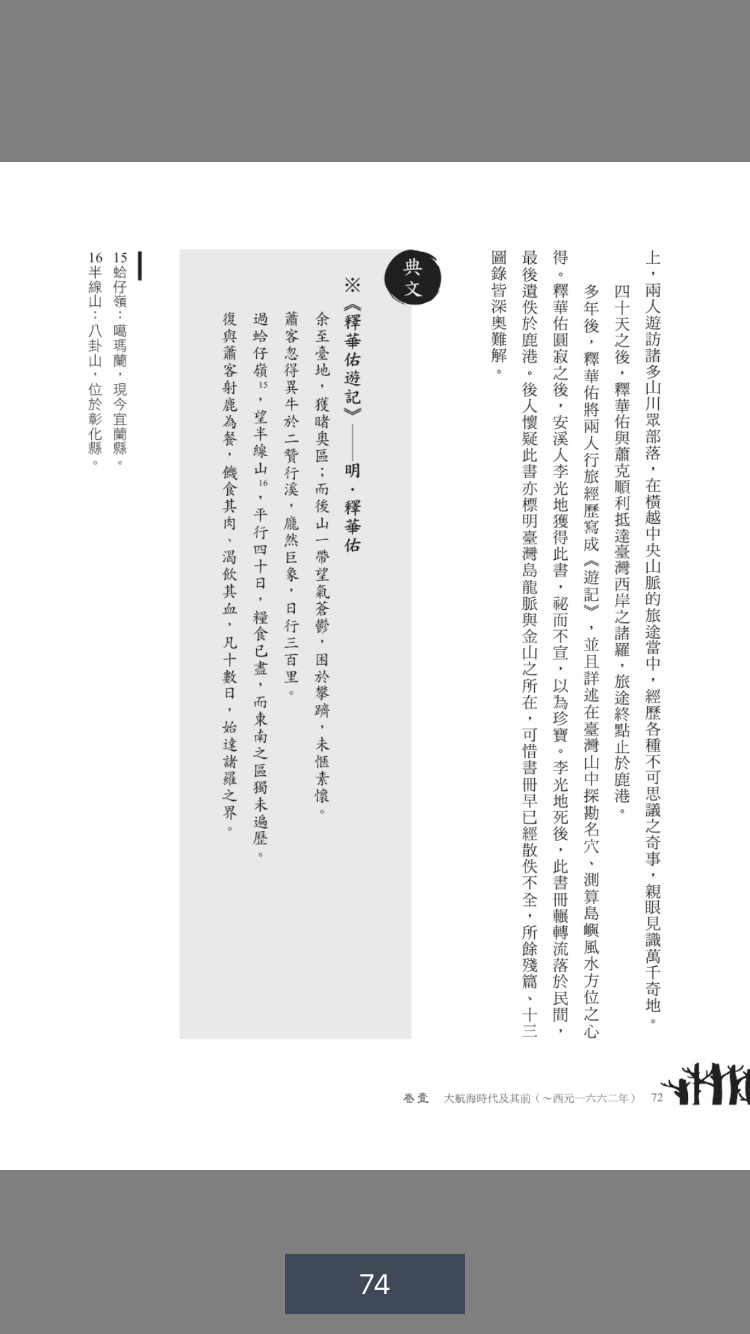 上，兩人遊訪諸多山川眾部落，在橫越中央山脈的旅途當中，經歷各種不可思議之奇事，親眼見識萬千奇地。
四十天之後，釋華佑與蕭克順利抵達臺灣西岸之諸羅，旅途終點止於鹿港。
多年後，釋華佑將兩人行旅經歷寫成《遊記》，並且詳述在臺灣山中探勘名穴、測算島嶼風水方位之心
得。釋華佑圓寂之後，安溪人李光地獲得此書，祕而不宣，以為珍寶。李光地死後，此書冊輾轉流落於民間，
最後遺佚於鹿港。後人懷疑此書亦標明臺灣島龍脈與金山之所在，可惜書冊早已經散佚不全，所餘殘篇、十三
圖錄皆深奧難解。
典文
※《釋華佑遊記》——明．釋華佑
余至臺地，獲睹奧區；而後山一帶望氣蒼鬱，困於攀躋，未愜素懷。
蕭客忽得異牛於二贊行溪，龐然巨象，日行三百里。
過蛤仔嶺15，望半線山16，平行四十日，糧食已盡，而東南之區獨未遍歷。
復與蕭客射鹿為餐，饑食其肉、渴飲其血，凡十數日，始達諸羅之界。
15蛤仔嶺：噶瑪蘭，現今宜蘭縣。
16半線山：八卦山，位於彰化縣。
卷壹 大航海時代及其前（～西元一六六二年） 72
74